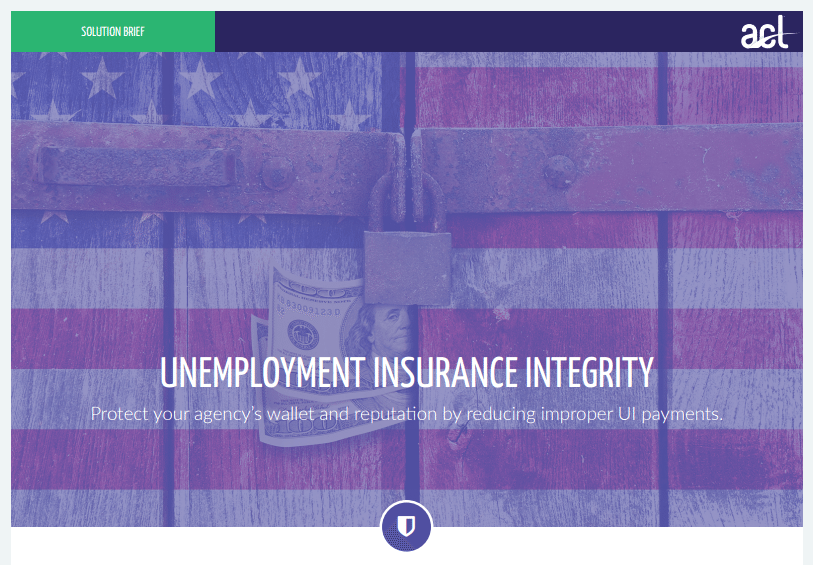 SOLUTION BRIEF
acl
UNEMPLOYMENT INSURANCE INTEGRITY
Protect your agency's wallet and reputation by reducing improper UI payments.